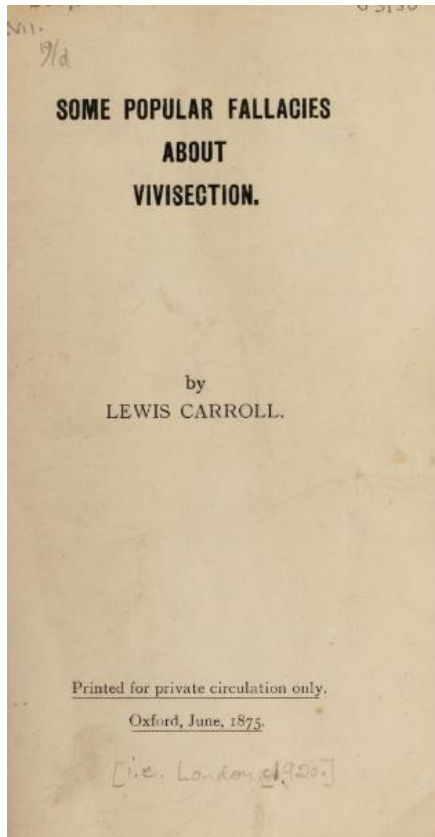 VII.
9/d
SOME POPULAR FALLACIES
ABOUT
VIVISECTION.
by
LEWIS CARROLL.
Printed for private circulation only.
Oxford, June, 1875.
[i.e. London, c1920.]